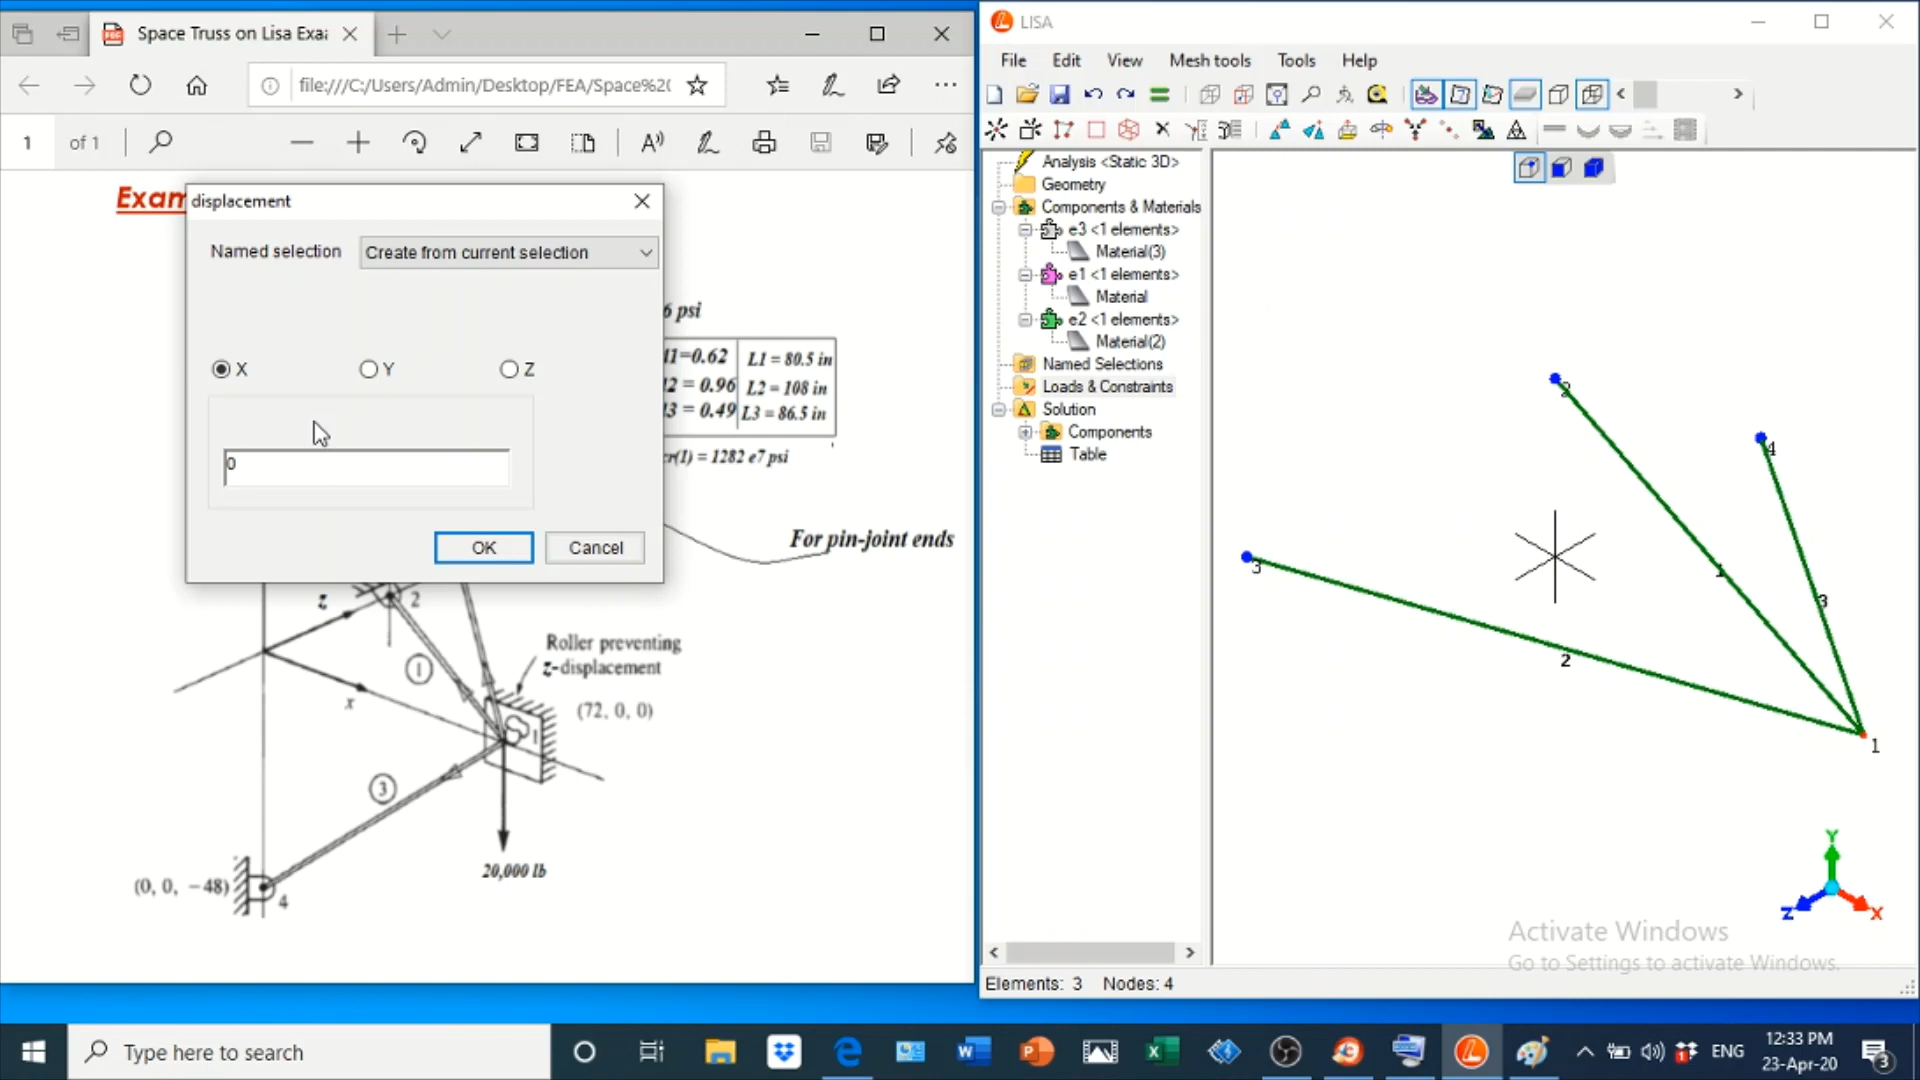 Space Truss on Lisa Exa
file:///C:/Users/Admin/Desktop/FEA/Space%20
1 of 1
Exam
displacement
Named selection Create from current selection
X Y Z
0
OK Cancel
6 psi
1=0.62 L1 = 80.5 in
2 = 0.96 L2 = 108 in
3 = 0.49 L3 = 86.5 in
cr(1) = 1282 e7 psi
For pin-joint ends
z
2
1
x
Roller preventing
z-displacement
(72, 0, 0)
1
3
20,000 lb
(0, 0, −48)
4
LISA
File Edit View Mesh tools Tools Help
Analysis <Static 3D>
Geometry
Components & Materials
e3 <1 elements>
Material(3)
e1 <1 elements>
Material
e2 <1 elements>
Material(2)
Named Selections
Loads & Constraints
Solution
Components
Table
2
4
3
1
3
2
1
Y
Z
X
Activate Windows
Go to Settings to activate Windows.
Elements: 3 Nodes: 4
Type here to search
ENG
12:33 PM
23-Apr-20
3